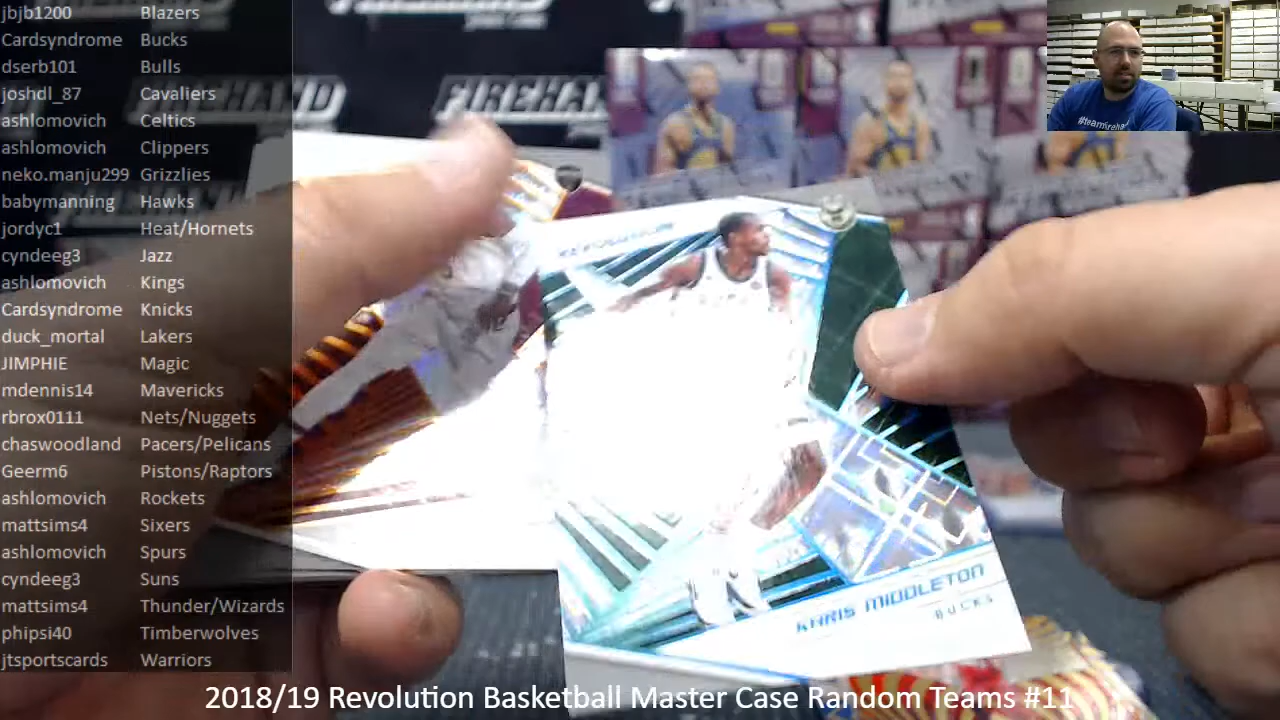 jbjb1200 Blazers
Cardsyndrome Bucks
dserb101 Bulls
joshdl_87 Cavaliers
ashlomovich Celtics
ashlomovich Clippers
neko.manju299 Grizzlies
babymanning Hawks
jordyc1 Heat/Hornets
cyndeeg3 Jazz
ashlomovich Kings
Cardsyndrome Knicks
duck_mortal Lakers
JIMPHIE Magic
mdennis14 Mavericks
rbrox0111 Nets/Nuggets
chaswoodland Pacers/Pelicans
Geerm6 Pistons/Raptors
ashlomovich Rockets
mattsims4 Sixers
ashlomovich Spurs
cyndeeg3 Suns
mattsims4 Thunder/Wizards
phipsi40 Timberwolves
jtsportscards Warriors
FIREHAND
REVOLUTION
KHRIS MIDDLETON
BUCKS
2018/19 Revolution Basketball Master Case Random Teams #11